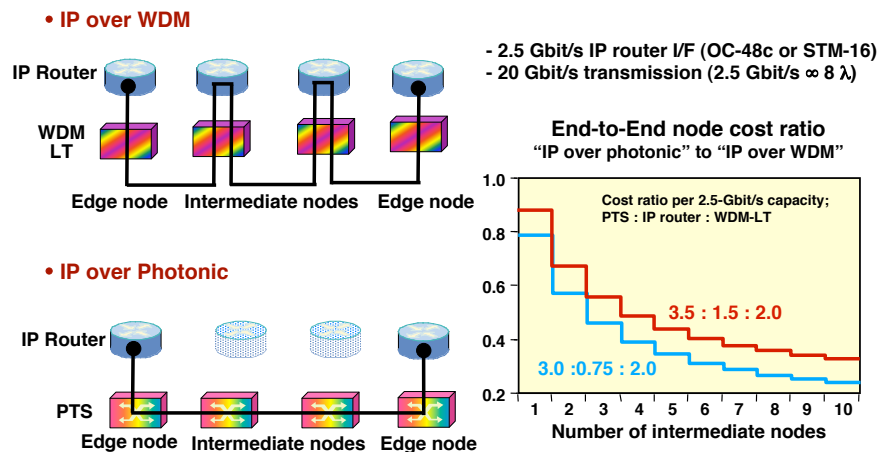 • IP over WDM
IP Router
WDM
LT
Edge node
Intermediate nodes
Edge node
• IP over Photonic
IP Router
PTS
Edge node
Intermediate nodes
Edge node
- 2.5 Gbit/s IP router I/F (OC-48c or STM-16)
- 20 Gbit/s transmission (2.5 Gbit/s ∞ 8 λ)
End-to-End node cost ratio
“IP over photonic” to “IP over WDM”
1.0
0.8
0.6
0.4
0.2
Cost ratio per 2.5-Gbit/s capacity;
PTS : IP router : WDM-LT
3.5 : 1.5 : 2.0
3.0 :0.75 : 2.0
1 2 3 4 5 6 7 8 9 10
Number of intermediate nodes